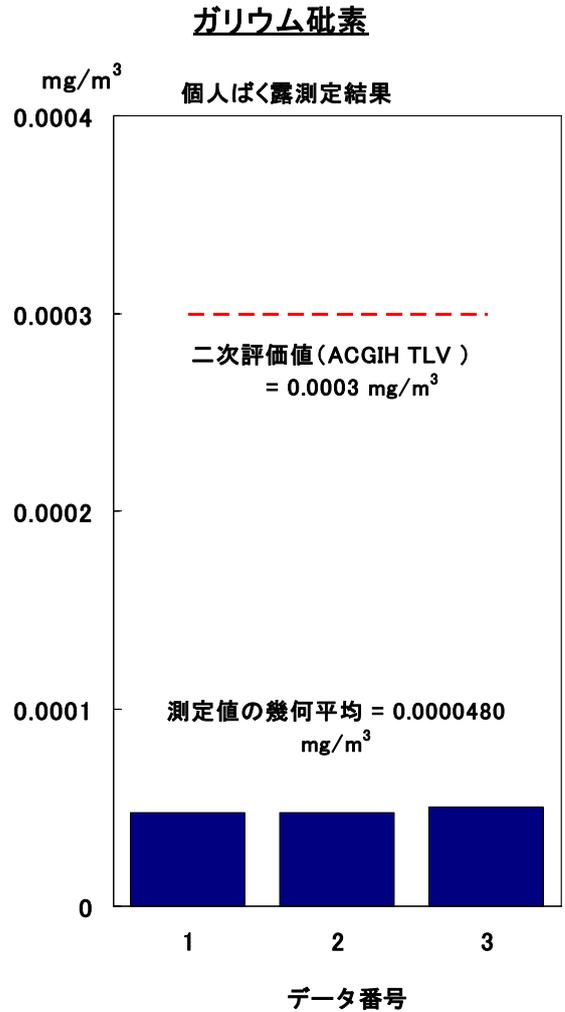 ガリウム砒素
mg/m³
個人ばく露測定結果
0.0004
0.0003
二次評価値（ACGIH TLV ）
= 0.0003 mg/m³
0.0002
0.0001
測定値の幾何平均 = 0.0000480
mg/m³
0
1 2 3
データ番号